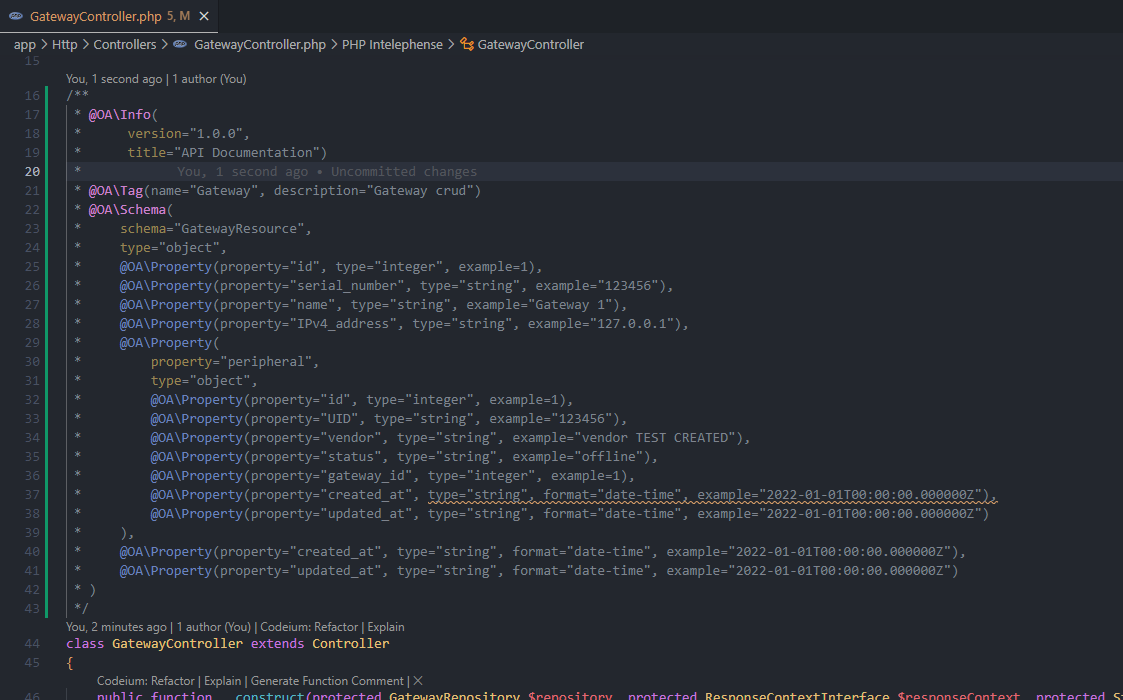 GatewayController.php 5, M ×
app > Http > Controllers > GatewayController.php > PHP Intelephense > GatewayController
15
You, 1 second ago | 1 author (You)
16 /**
17 * @OA\Info(
18 * version="1.0.0",
19 * title="API Documentation")
20 * You, 1 second ago • Uncommitted changes
21 * @OA\Tag(name="Gateway", description="Gateway crud")
22 * @OA\Schema(
23 * schema="GatewayResource",
24 * type="object",
25 * @OA\Property(property="id", type="integer", example=1),
26 * @OA\Property(property="serial_number", type="string", example="123456"),
27 * @OA\Property(property="name", type="string", example="Gateway 1"),
28 * @OA\Property(property="IPv4_address", type="string", example="127.0.0.1"),
29 * @OA\Property(
30 * property="peripheral",
31 * type="object",
32 * @OA\Property(property="id", type="integer", example=1),
33 * @OA\Property(property="UID", type="string", example="123456"),
34 * @OA\Property(property="vendor", type="string", example="vendor TEST CREATED"),
35 * @OA\Property(property="status", type="string", example="offline"),
36 * @OA\Property(property="gateway_id", type="integer", example=1),
37 * @OA\Property(property="created_at", type="string", format="date-time", example="2022-01-01T00:00:00.000000Z"),
38 * @OA\Property(property="updated_at", type="string", format="date-time", example="2022-01-01T00:00:00.000000Z")
39 * ),
40 * @OA\Property(property="created_at", type="string", format="date-time", example="2022-01-01T00:00:00.000000Z"),
41 * @OA\Property(property="updated_at", type="string", format="date-time", example="2022-01-01T00:00:00.000000Z")
42 * )
43 */
You, 2 minutes ago | 1 author (You) | Codeium: Refactor | Explain
44 class GatewayController extends Controller
45 {
Codeium: Refactor | Explain | Generate Function Comment | ×
46 public function __construct(protected GatewayRepository $repository, protected ResponseContextInterface $responseContext, protected